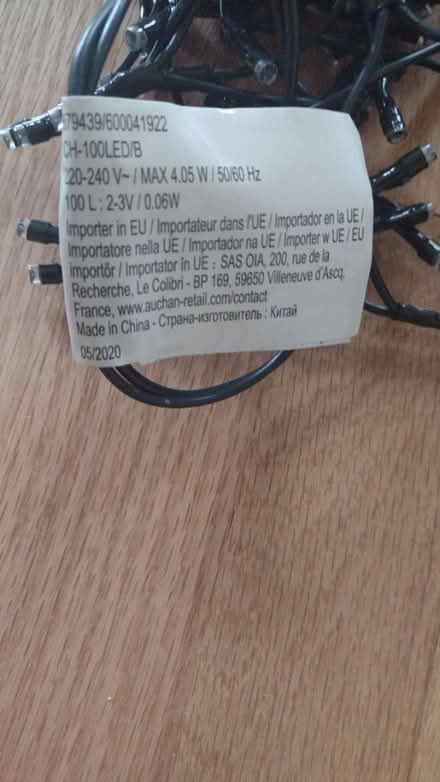 79439/600041922
CH-100LED/B
220-240 V~ / MAX 4.05 W / 50/60 Hz
100 L : 2-3V / 0.06W
Importer in EU / Importateur dans l'UE / Importador en la UE /
Importatore nella UE / Importador na UE / Importer w UE / EU
importőr / Importator în UE : SAS OIA, 200, rue de la
Recherche, Le Colibri - BP 169, 59650 Villeneuve d'Ascq,
France, www.auchan-retail.com/contact
Made in China - Страна-изготовитель : Китай
05/2020